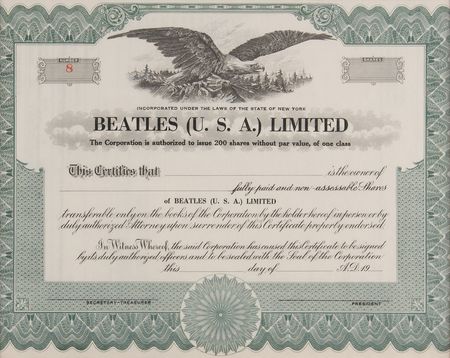 NUMBER
8
SHARES
INCORPORATED UNDER THE LAWS OF THE STATE OF NEW YORK
BEATLES (U. S. A.) LIMITED
The Corporation is authorized to issue 200 shares without par value, of one class
This Certifies that is the owner of
fully paid and non-assessable Shares
of BEATLES (U. S. A.) LIMITED
transferable only on the books of the Corporation by the holder hereof in person or by
duly authorized Attorney upon surrender of this Certificate properly endorsed.
In Witness Whereof, the said Corporation has caused this Certificate to be signed
by its duly authorized officers and to be sealed with the Seal of the Corporation
this day of A.D. 19
SECRETARY-TREASURER
PRESIDENT